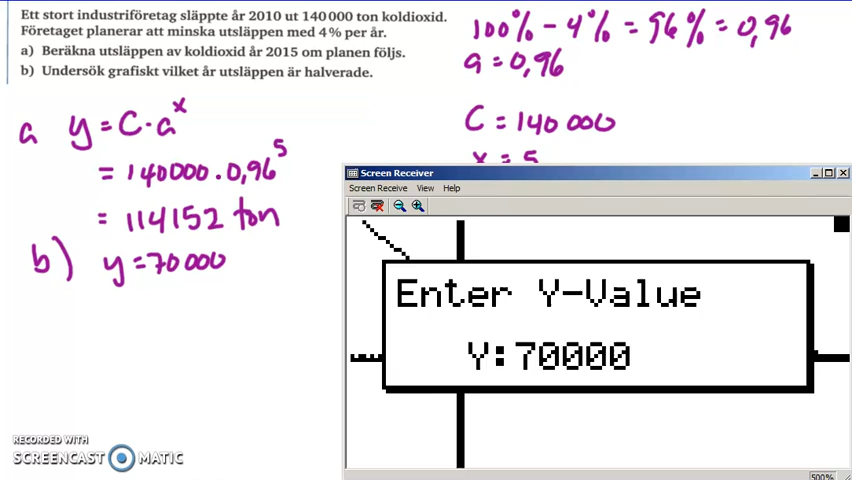 Ett stort industriföretag släppte år 2010 ut 140 000 ton koldioxid.
Företaget planerar att minska utsläppen med 4 % per år.
a) Beräkna utsläppen av koldioxid år 2015 om planen följs.
b) Undersök grafiskt vilket år utsläppen är halverade.
100% - 4% = 96% = 0,96
a = 0,96
a y = C · a^x
= 140000 · 0,96^5
= 114152 ton
b) y = 70 000
C = 140 000
x = 5
Screen Receiver
Screen Receive View Help
Enter Y-Value
Y:70000
500%
RECORDED WITH
SCREENCAST MATIC